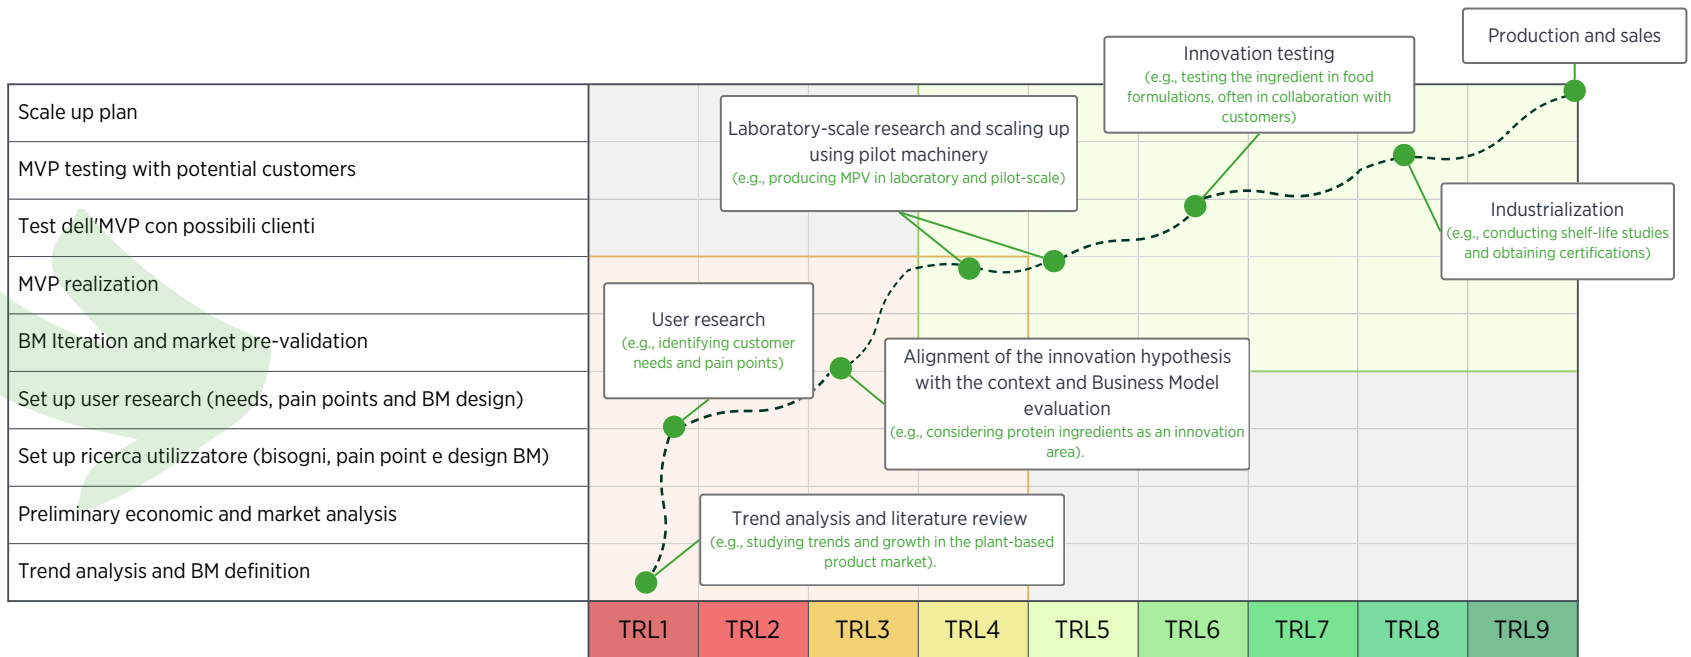 Production and sales
Innovation testing
(e.g., testing the ingredient in food
formulations, often in collaboration with
customers)
Laboratory-scale research and scaling up
using pilot machinery
(e.g., producing MPV in laboratory and pilot-scale)
Industrialization
(e.g., conducting shelf-life studies
and obtaining certifications)
User research
(e.g., identifying customer
needs and pain points)
Alignment of the innovation hypothesis
with the context and Business Model
evaluation
(e.g., considering protein ingredients as an innovation
area).
Trend analysis and literature review
(e.g., studying trends and growth in the plant-based
product market).
Scale up plan
MVP testing with potential customers
Test dell'MVP con possibili clienti
MVP realization
BM Iteration and market pre-validation
Set up user research (needs, pain points and BM design)
Set up ricerca utilizzatore (bisogni, pain point e design BM)
Preliminary economic and market analysis
Trend analysis and BM definition
TRL1 TRL2 TRL3 TRL4 TRL5 TRL6 TRL7 TRL8 TRL9